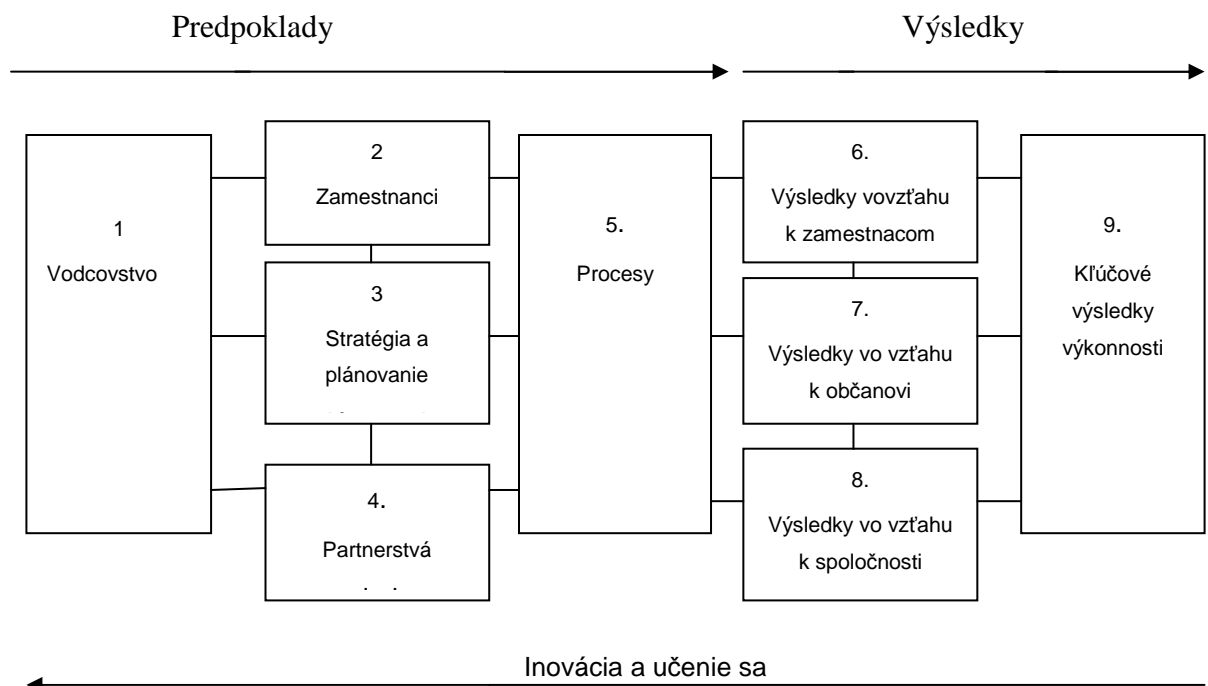 Predpoklady
Výsledky
1
Vodcovstvo
2
Zamestnanci
3
Stratégia a
plánovanie
4.
Partnerstvá
5.
Procesy
6.
Výsledky vovzťahu
k zamestnacom
7.
Výsledky vo vzťahu
k občanovi
8.
Výsledky vo vzťahu
k spoločnosti
9.
Kľúčové
výsledky
výkonnosti
Inovácia a učenie sa